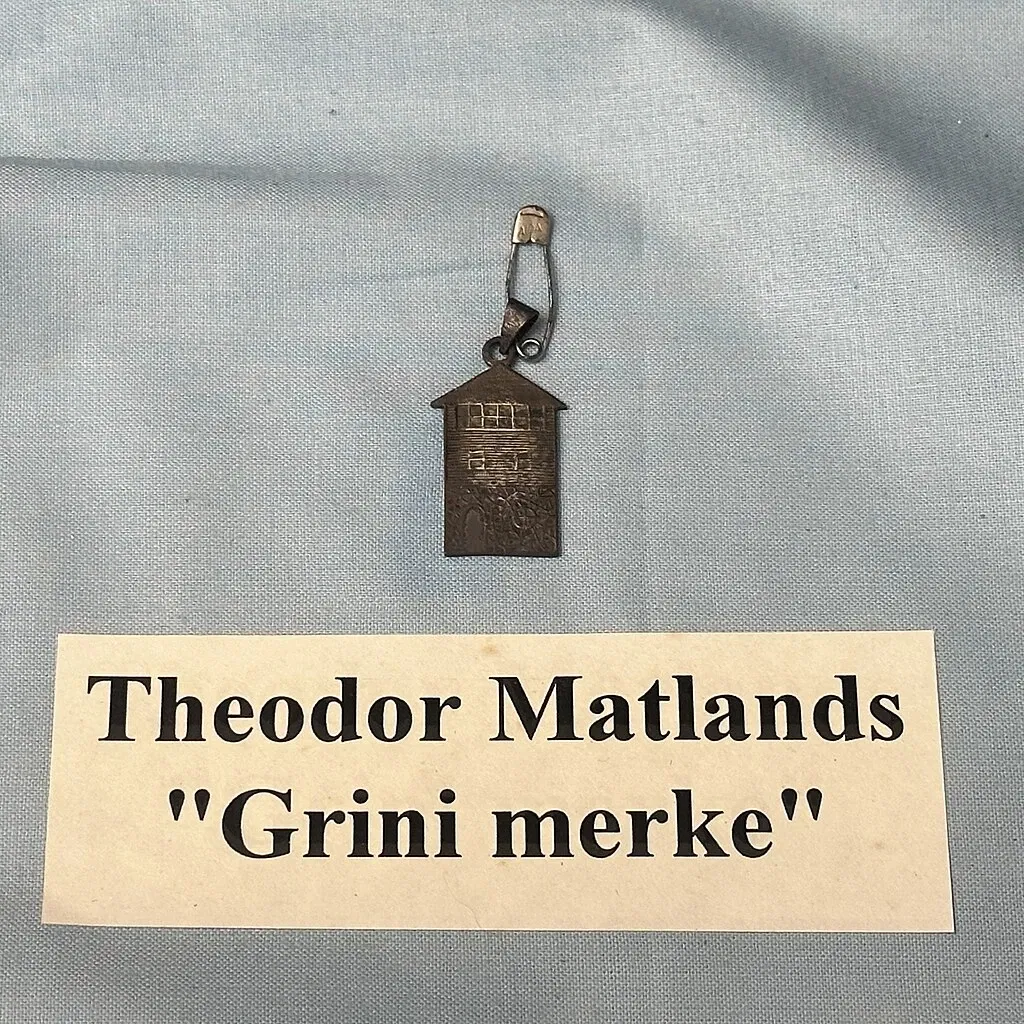 Theodor Matlands
"Grini merke"